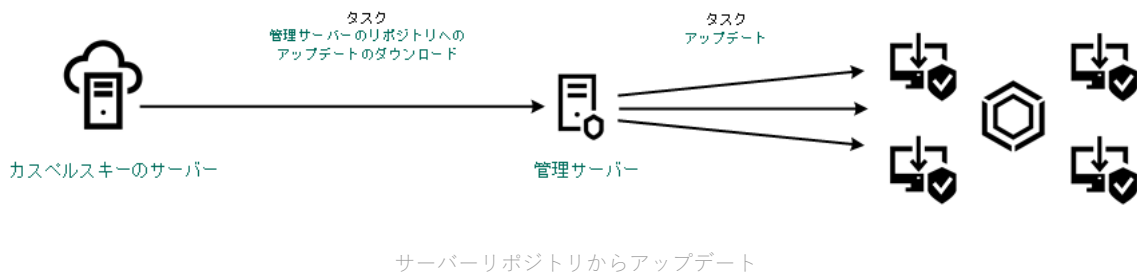 タスク
管理サーバーのリポジトリへの
アップデートのダウンロード
タスク
アップデート
カスペルスキーのサーバー
管理サーバー
サーバーリポジトリからアップデート